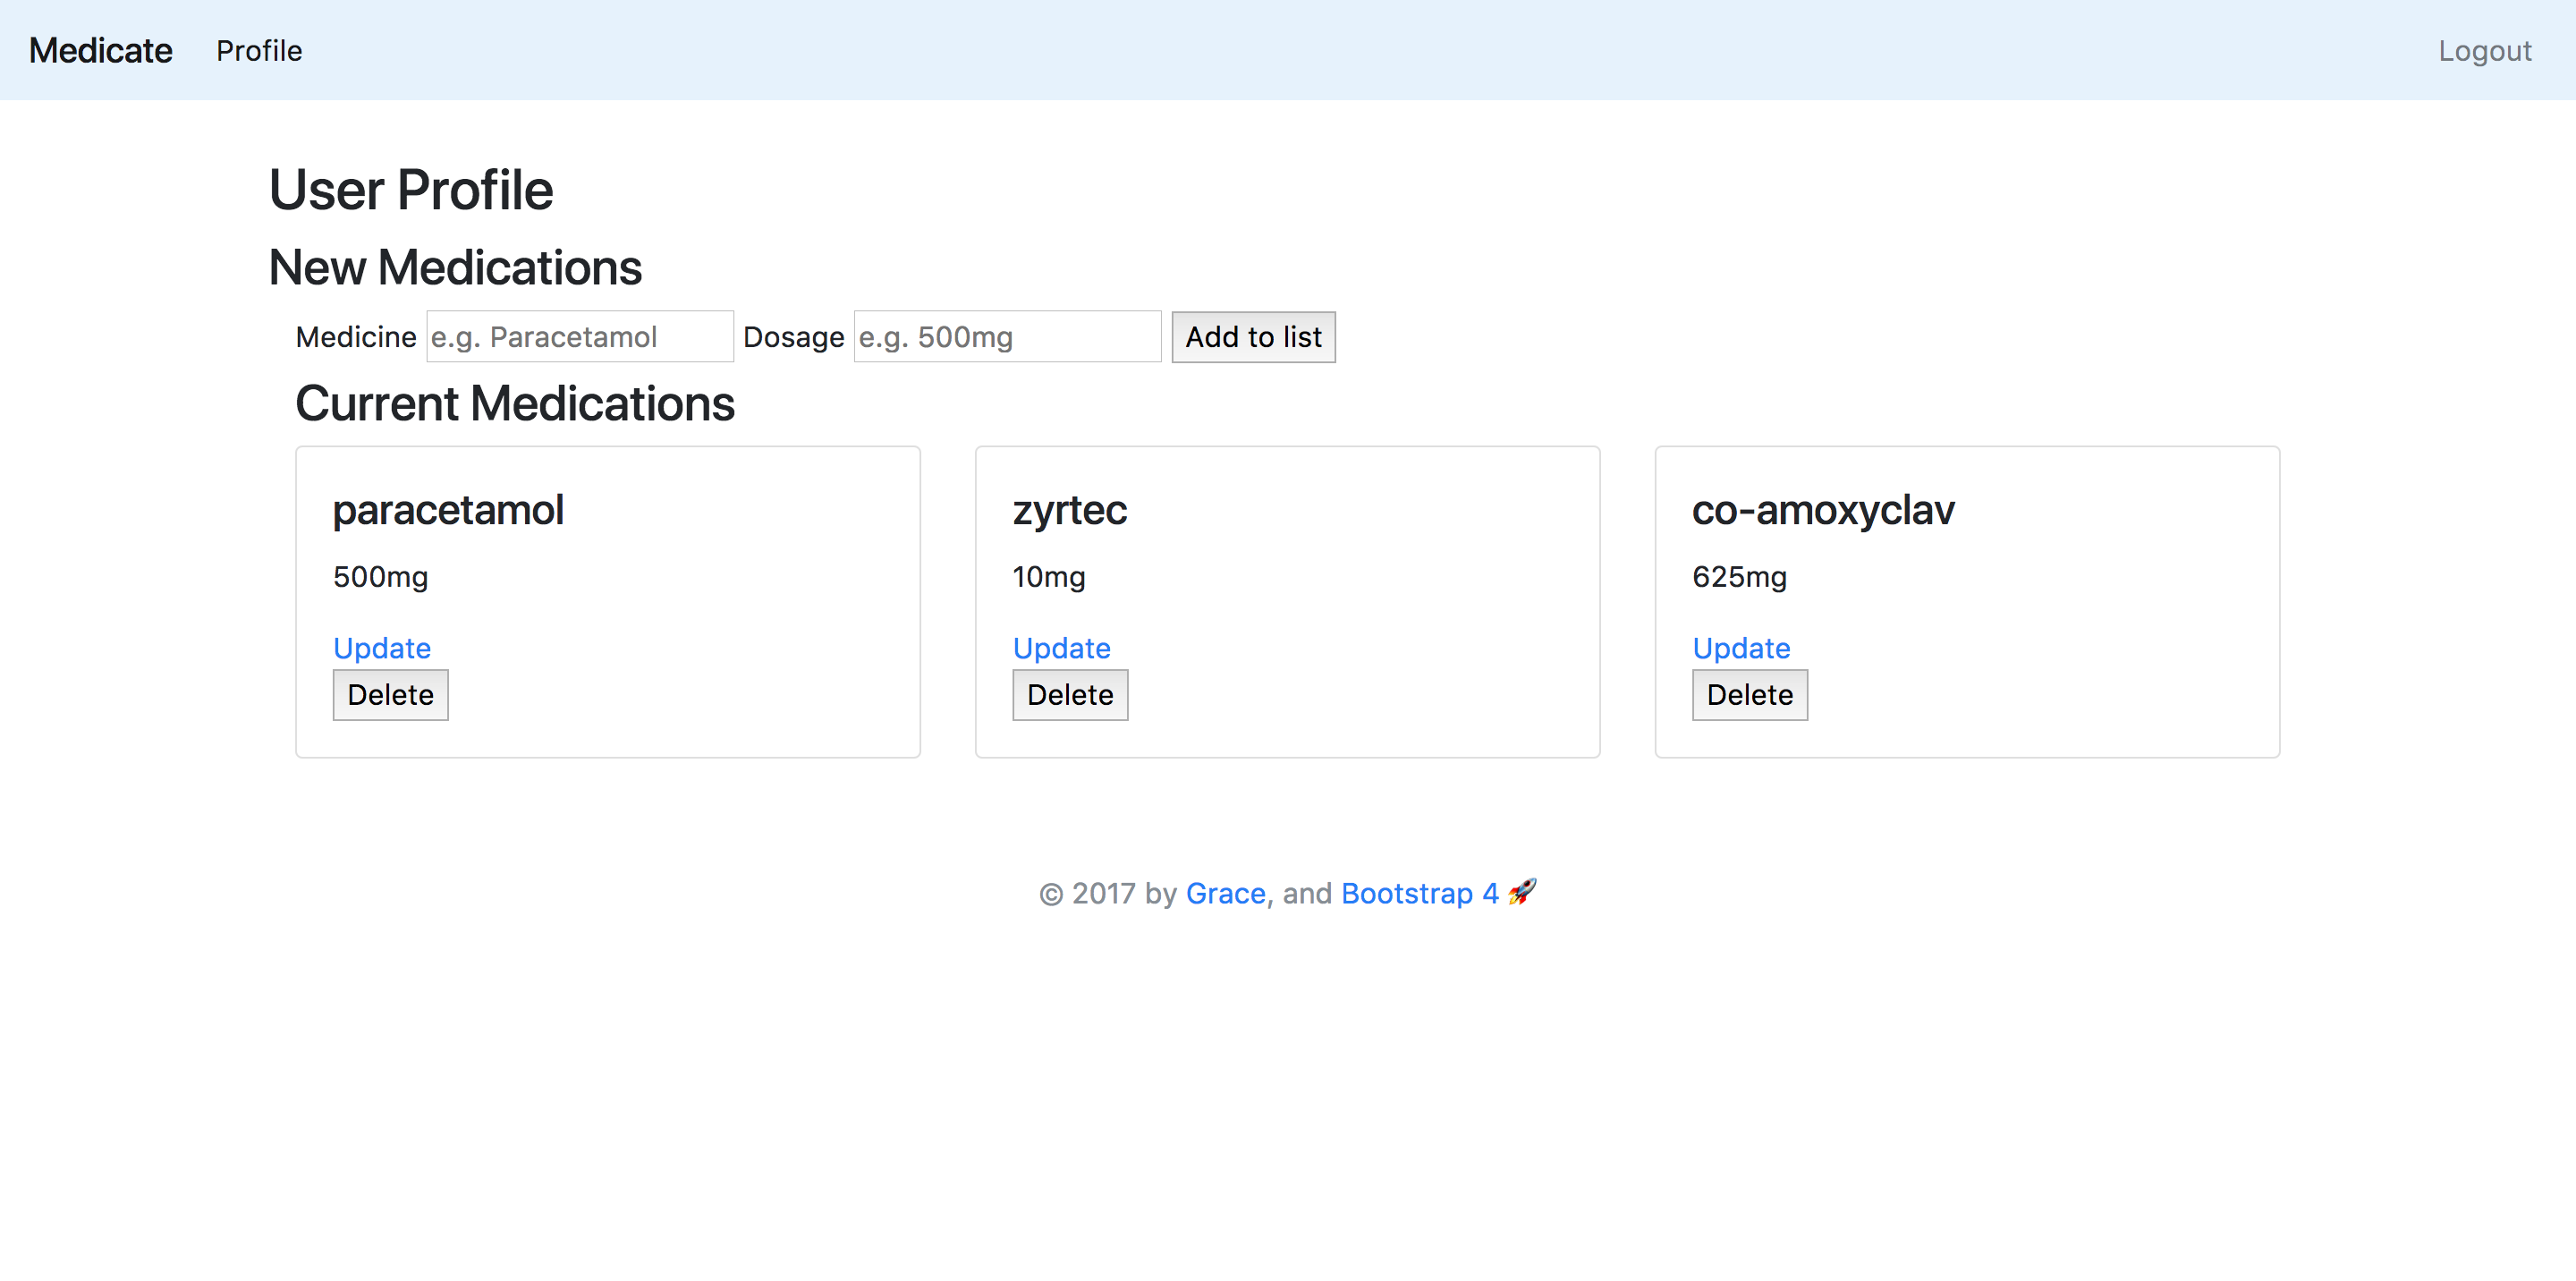 Medicate Profile Logout
User Profile
New Medications
Medicine e.g. Paracetamol Dosage e.g. 500mg Add to list
Current Medications
paracetamol
500mg
Update
Delete
zyrtec
10mg
Update
Delete
co-amoxyclav
625mg
Update
Delete
© 2017 by Grace, and Bootstrap 4 🚀